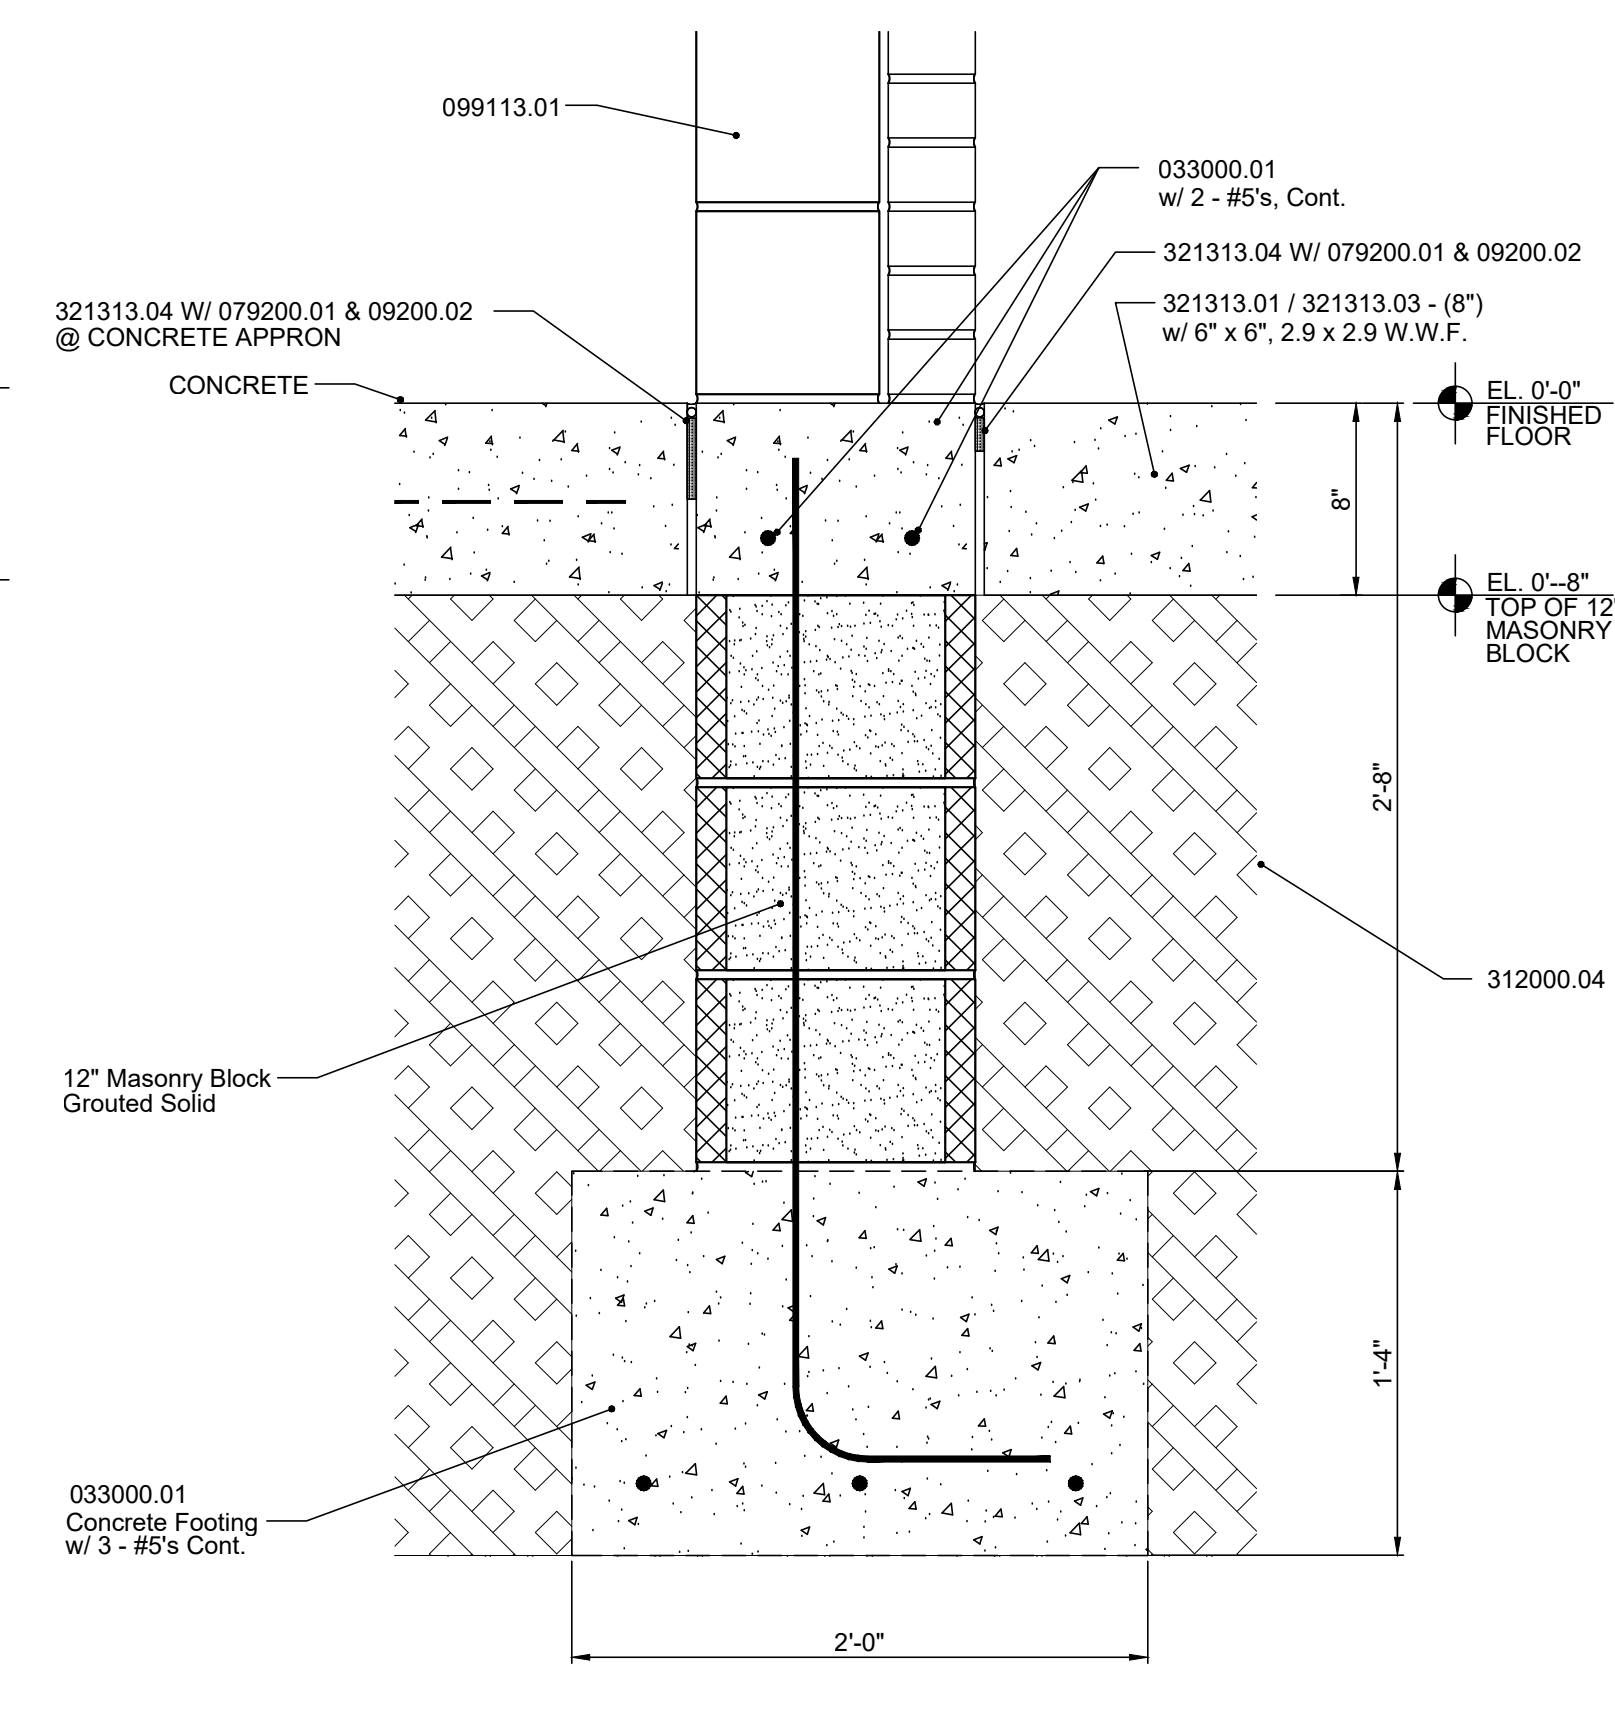 099113.01
033000.01
w/ 2 - #5's, Cont.
321313.04 W/ 079200.01 & 09200.02
321313.01 / 321313.03 - (8")
w/ 6" x 6", 2.9 x 2.9 W.W.F.
321313.04 W/ 079200.01 & 09200.02
@ CONCRETE APPRON
CONCRETE
EL. 0'-0"
FINISHED
FLOOR
8"
EL. 0'--8"
TOP OF 12"
MASONRY
BLOCK
2'-8"
312000.04
12" Masonry Block
Grouted Solid
1'-4"
033000.01
Concrete Footing
w/ 3 - #5's Cont.
2'-0"